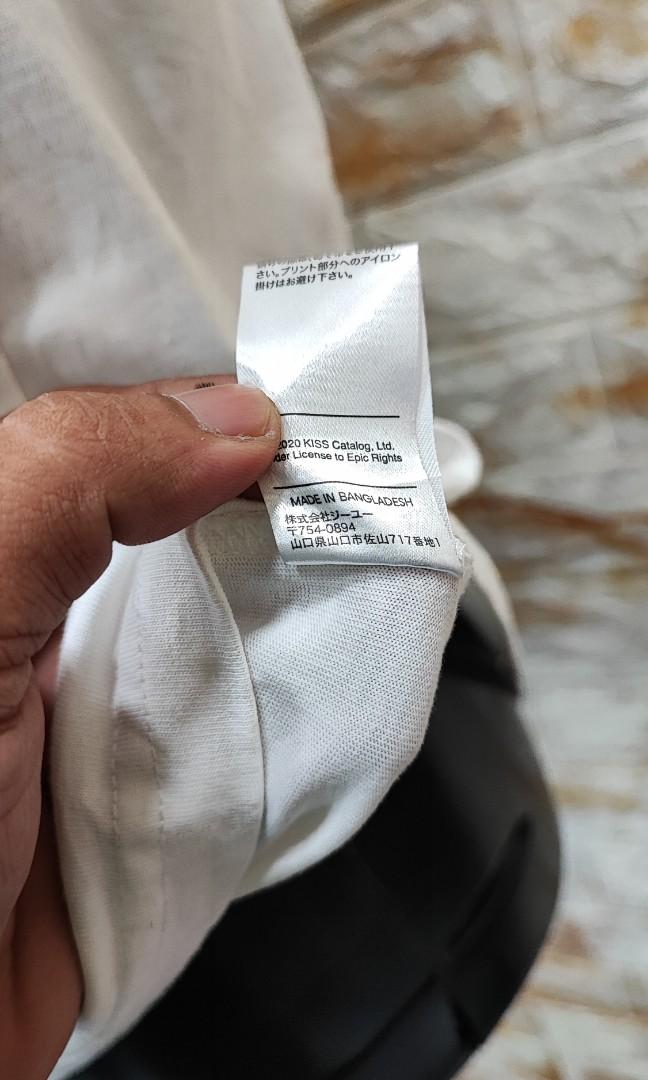 さい。プリント部分へのアイロン
掛けはお避け下さい。
2020 KISS Catalog, Ltd.
License to Epic Rights
MADE IN BANGLADESH
株式会社ジーユー
〒754-0894
山口県山口市佐山717番地1